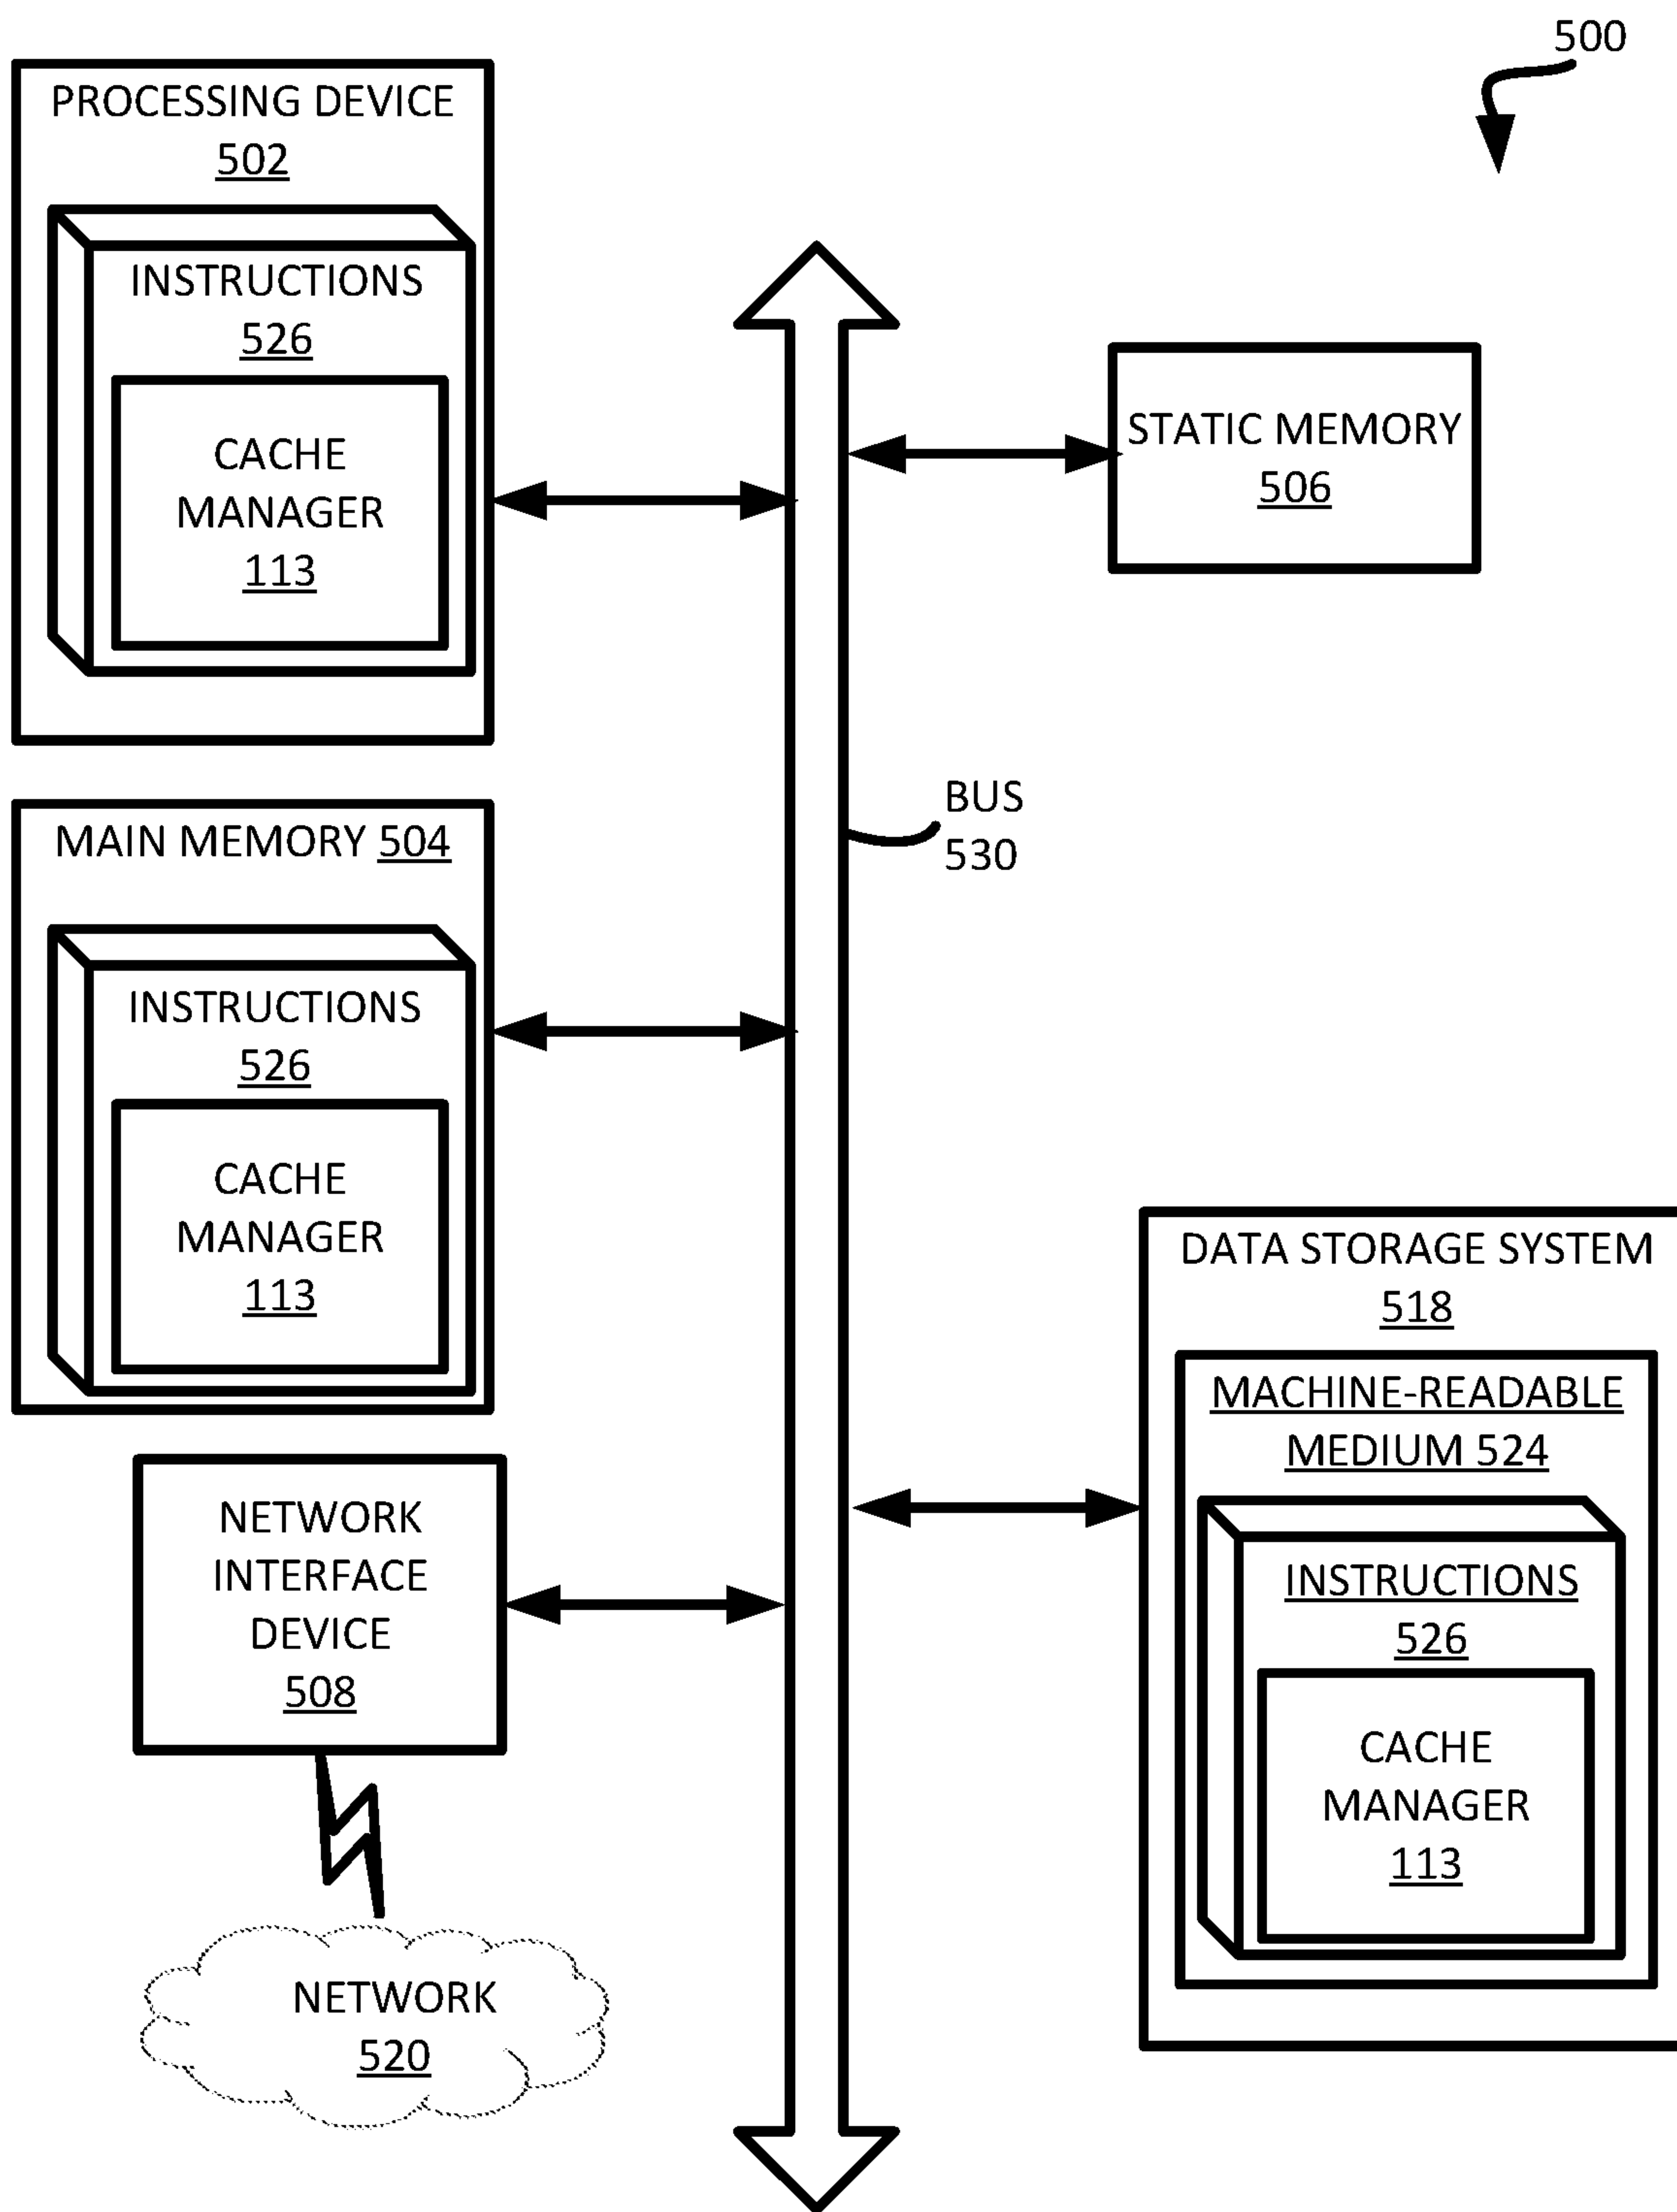 500
PROCESSING DEVICE
502
INSTRUCTIONS
526
CACHE
MANAGER
113
STATIC MEMORY
506
BUS
530
MAIN MEMORY 504
INSTRUCTIONS
526
CACHE
MANAGER
113
DATA STORAGE SYSTEM
518
MACHINE-READABLE
MEDIUM 524
INSTRUCTIONS
526
CACHE
MANAGER
113
NETWORK
INTERFACE
DEVICE
508
NETWORK
520